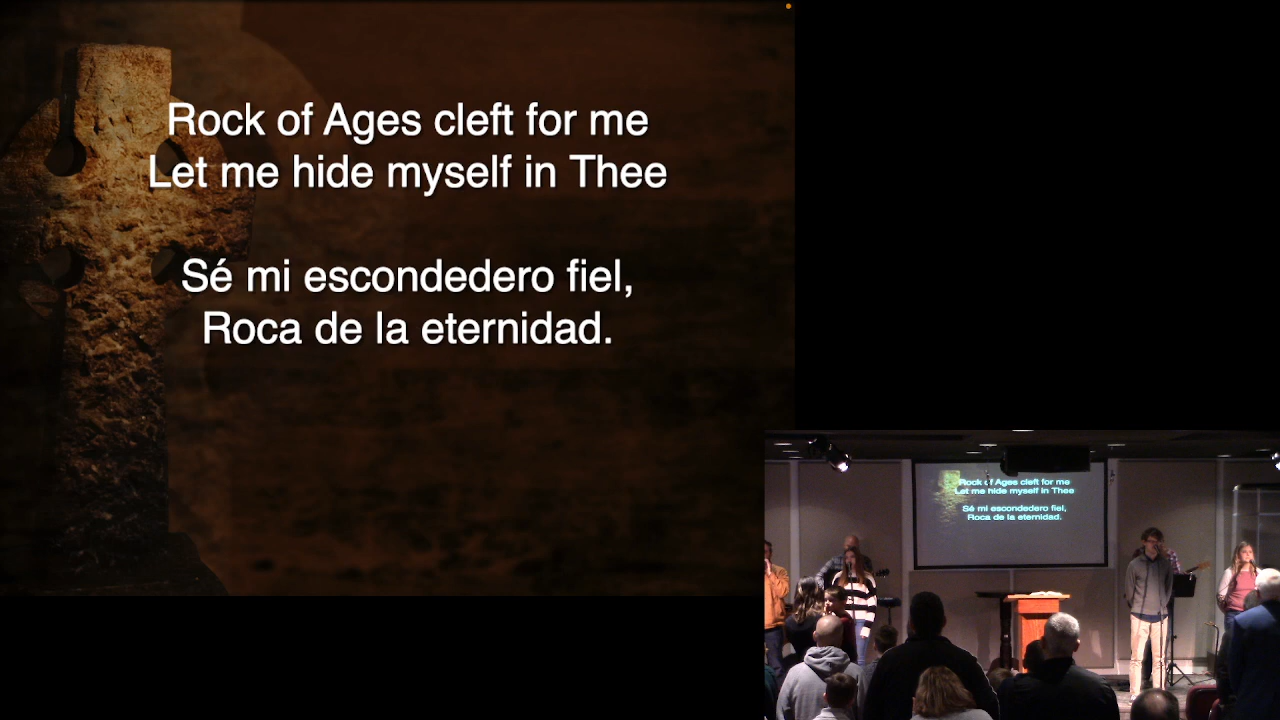 Rock of Ages cleft for me
Let me hide myself in Thee
Sé mi escondedero fiel,
Roca de la eternidad.
Rock of Ages cleft for me
Let me hide myself in Thee
Sé mi escondedero fiel,
Roca de la eternidad.